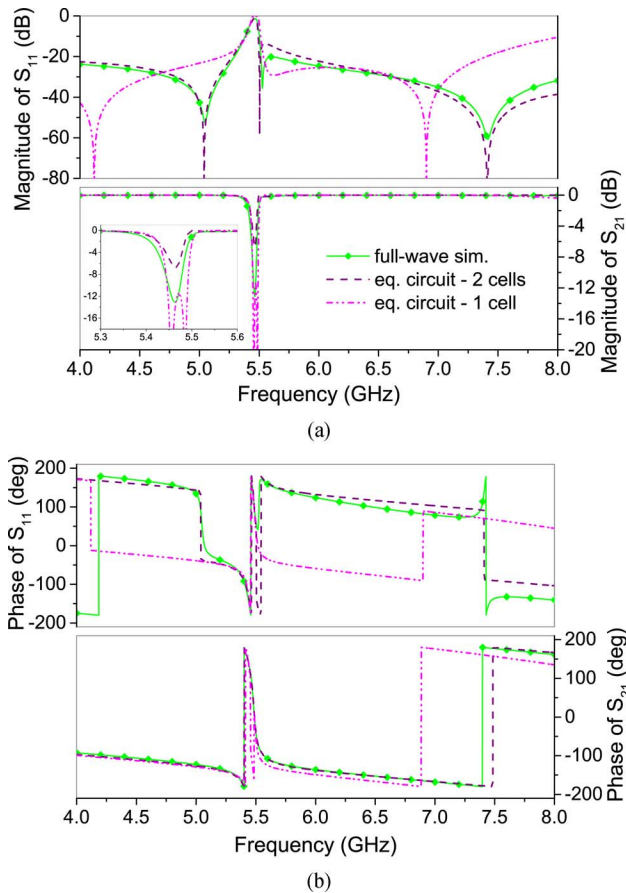 0
-20
-40
-60
-80
Magnitude of S11 (dB)
0
-4
-8
-12
-16
-20
Magnitude of S21 (dB)
0
-4
-8
-12
-16
5.3 5.4 5.5 5.6
full-wave sim.
eq. circuit - 2 cells
eq. circuit - 1 cell
4.0 4.5 5.0 5.5 6.0 6.5 7.0 7.5 8.0
Frequency (GHz)
(a)
200
100
0
-100
-200
Phase of S11 (deg)
200
100
0
-100
-200
Phase of S21 (deg)
4.0 4.5 5.0 5.5 6.0 6.5 7.0 7.5 8.0
Frequency (GHz)
(b)